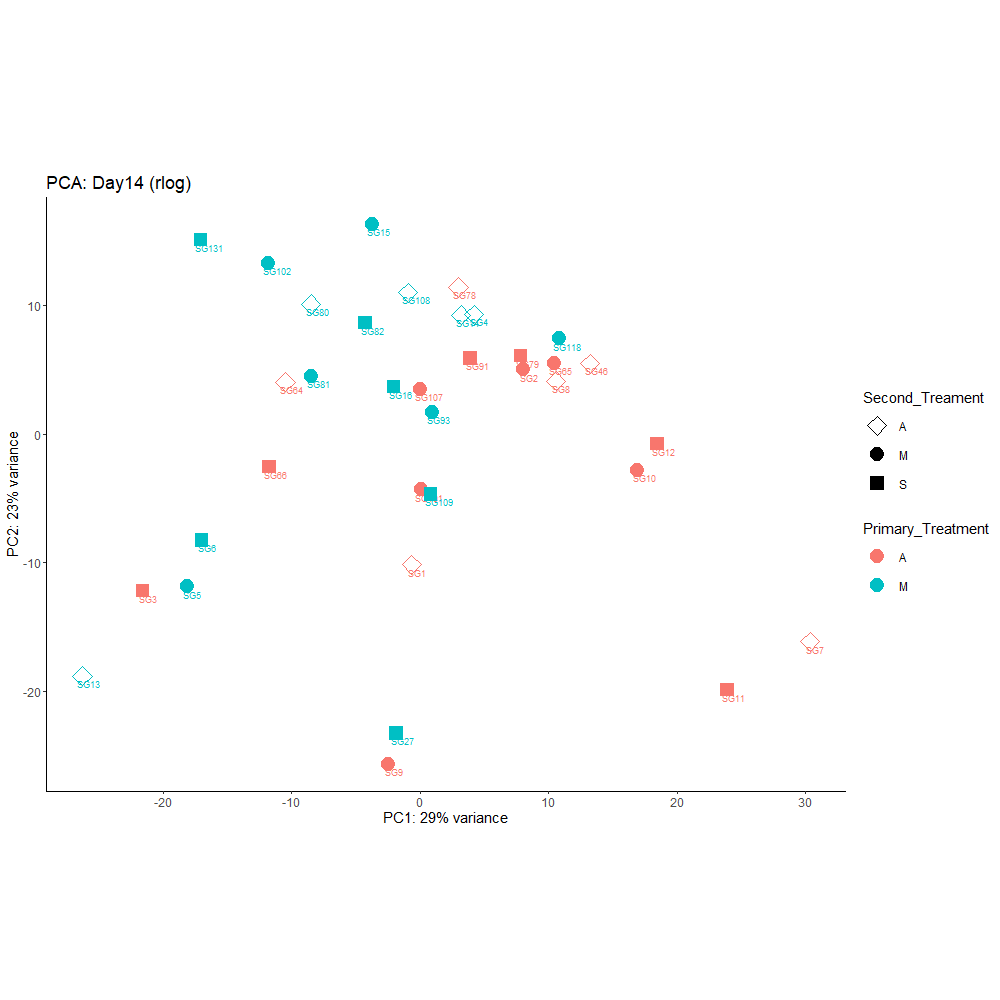 PCA: Day14 (rlog)
SG15
SG131
SG102
SG78
SG108
SG80
SG4
SG82
SG118
SG91
SG46
SG65
SG2
SG8
SG64
SG81
SG16
SG107
SG93
SG12
SG66
SG10
SG109
SG6
SG1
SG5
SG3
SG7
SG13
SG11
SG27
SG9
10
0
-10
-20
-20
-10
0
10
20
30
PC1: 29% variance
PC2: 23% variance
Second_Treament
A
M
S
Primary_Treatment
A
M